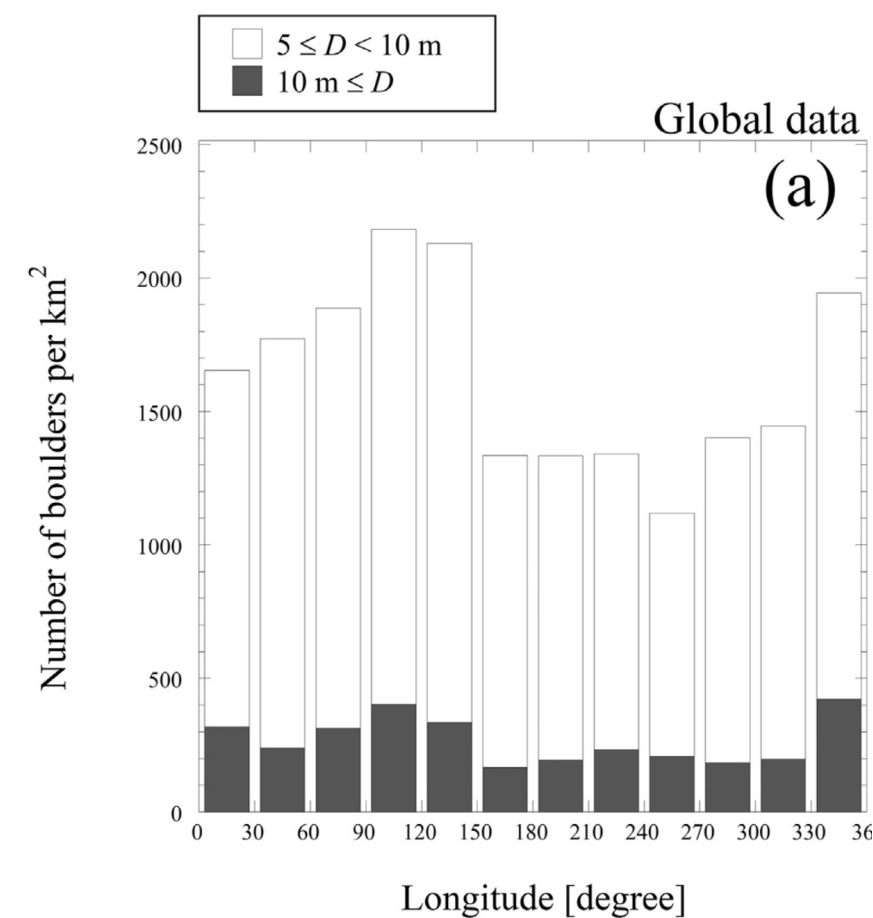 5 ≤ D < 10 m
10 m ≤ D
Global data
(a)
Number of boulders per km²
2500
2000
1500
1000
500
0
0 30 60 90 120 150 180 210 240 270 300 330 36
Longitude [degree]